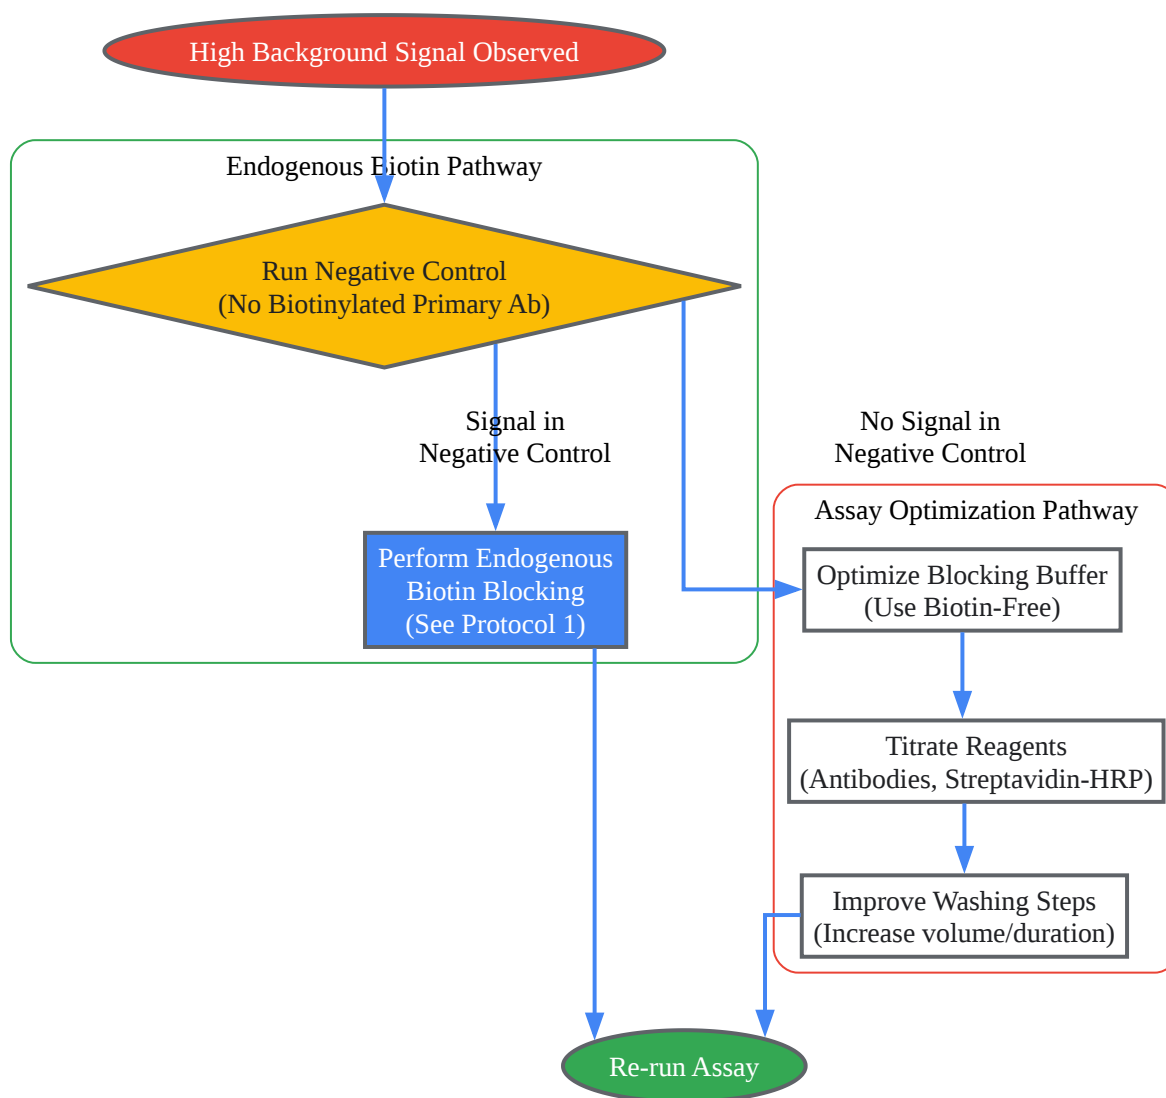 High Background Signal Observed
Endogenous Biotin Pathway
Run Negative Control
(No Biotinylated Primary Ab)
Signal in
Negative Control
No Signal in
Negative Control
Perform Endogenous
Biotin Blocking
(See Protocol 1)
Assay Optimization Pathway
Optimize Blocking Buffer
(Use Biotin-Free)
Titrate Reagents
(Antibodies, Streptavidin-HRP)
Improve Washing Steps
(Increase volume/duration)
Re-run Assay